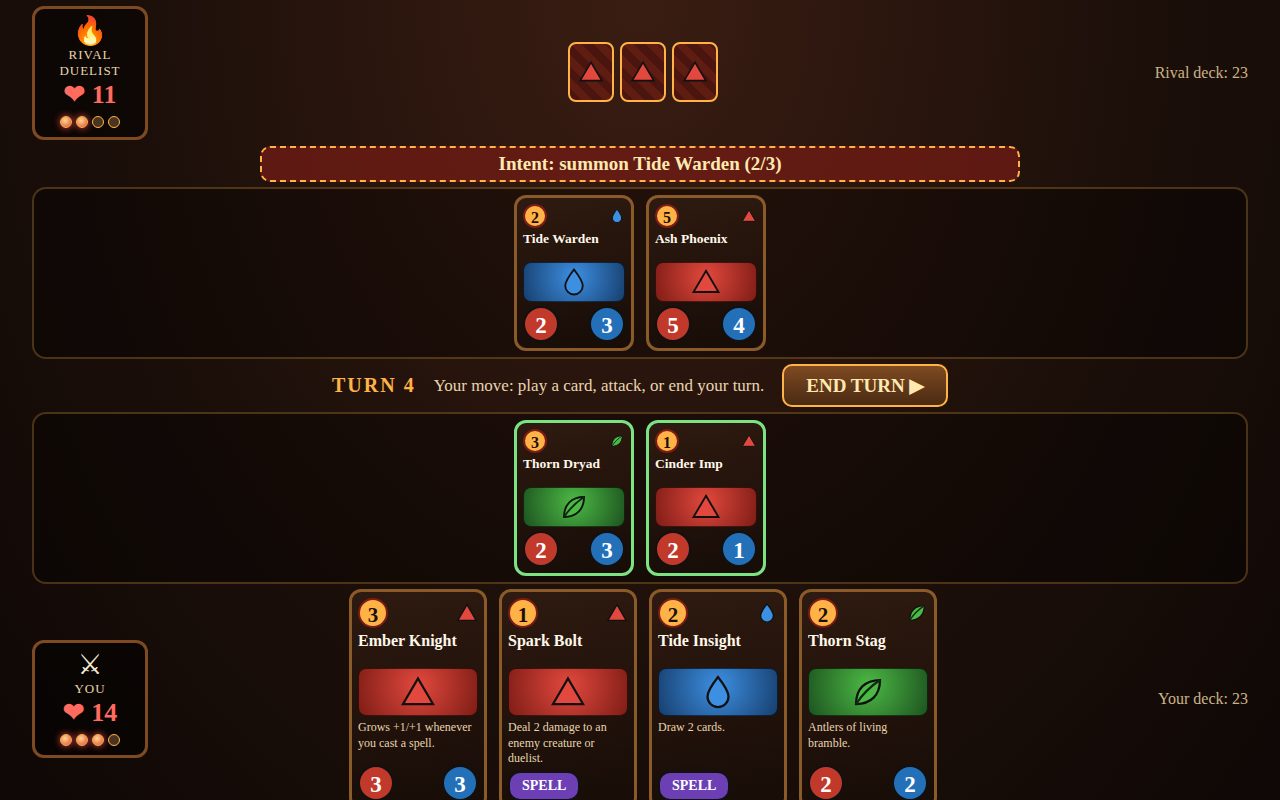 RIVAL
DUELIST
11
Rival deck: 23
Intent: summon Tide Warden (2/3)
2
Tide Warden
2 3
5
Ash Phoenix
5 4
TURN 4 Your move: play a card, attack, or end your turn. END TURN ▶
3
Thorn Dryad
2 3
1
Cinder Imp
2 1
YOU
14
3
Ember Knight
Grows +1/+1 whenever
you cast a spell.
3 3
1
Spark Bolt
Deal 2 damage to an
enemy creature or
duelist.
SPELL
2
Tide Insight
Draw 2 cards.
SPELL
2
Thorn Stag
Antlers of living
bramble.
2 2
Your deck: 23